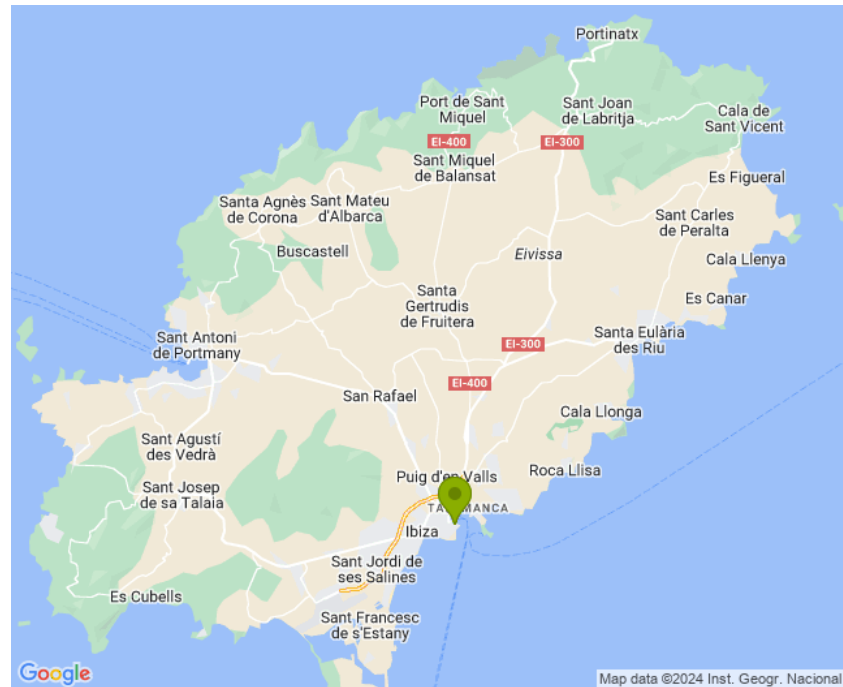 Portinatx
Port de Sant
Miquel
Sant Joan
de Labritja
Cala de
Sant Vicent
EI-400
EI-300
Sant Miquel
de Balansat
Es Figueral
Santa Agnès
de Corona
Sant Mateu
d'Albarca
Sant Carles
de Peralta
Buscastell
Eivissa
Cala Llenya
Santa
Gertrudis
de Fruitera
Es Canar
Sant Antoni
de Portmany
Santa Eulària
des Riu
EI-300
EI-400
San Rafael
Cala Llonga
Sant Agustí
des Vedrà
Roca Llisa
Puig d'en Valls
Sant Josep
de sa Talaia
Ibiza
Sant Jordi de
ses Salines
Es Cubells
Sant Francesc
de s'Estany
Google
Map data ©2024 Inst. Geogr. Nacional